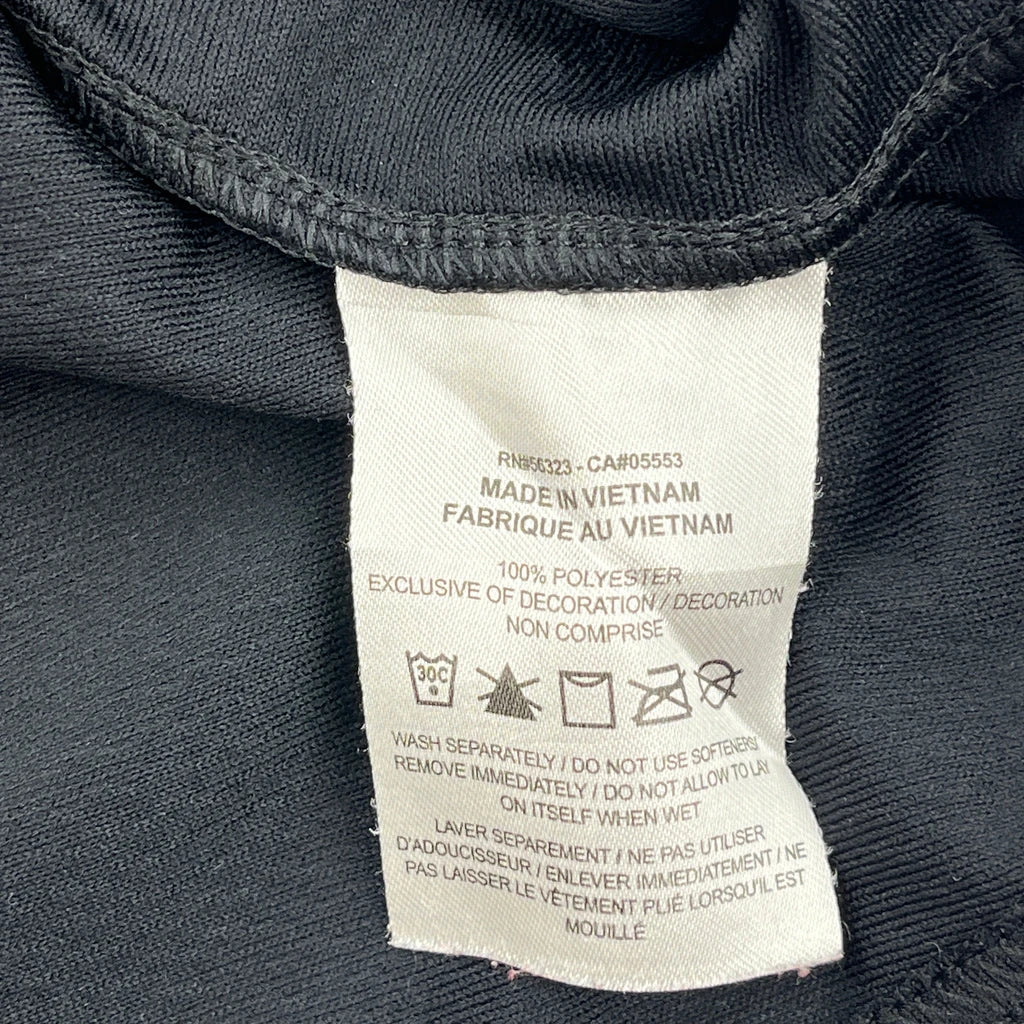 RN#56323 - CA#05553
MADE IN VIETNAM
FABRIQUE AU VIETNAM
100% POLYESTER
EXCLUSIVE OF DECORATION / DECORATION
NON COMPRISE
30C
WASH SEPARATELY / DO NOT USE SOFTENERS/
REMOVE IMMEDIATELY / DO NOT ALLOW TO LAY
ON ITSELF WHEN WET
LAVER SEPAREMENT / NE PAS UTILISER
D'ADOUCISSEUR / ENLEVER IMMEDIATEMENT / NE
PAS LAISSER LE VÊTEMENT PLIÉ LORSQU'IL EST
MOUILLÉ